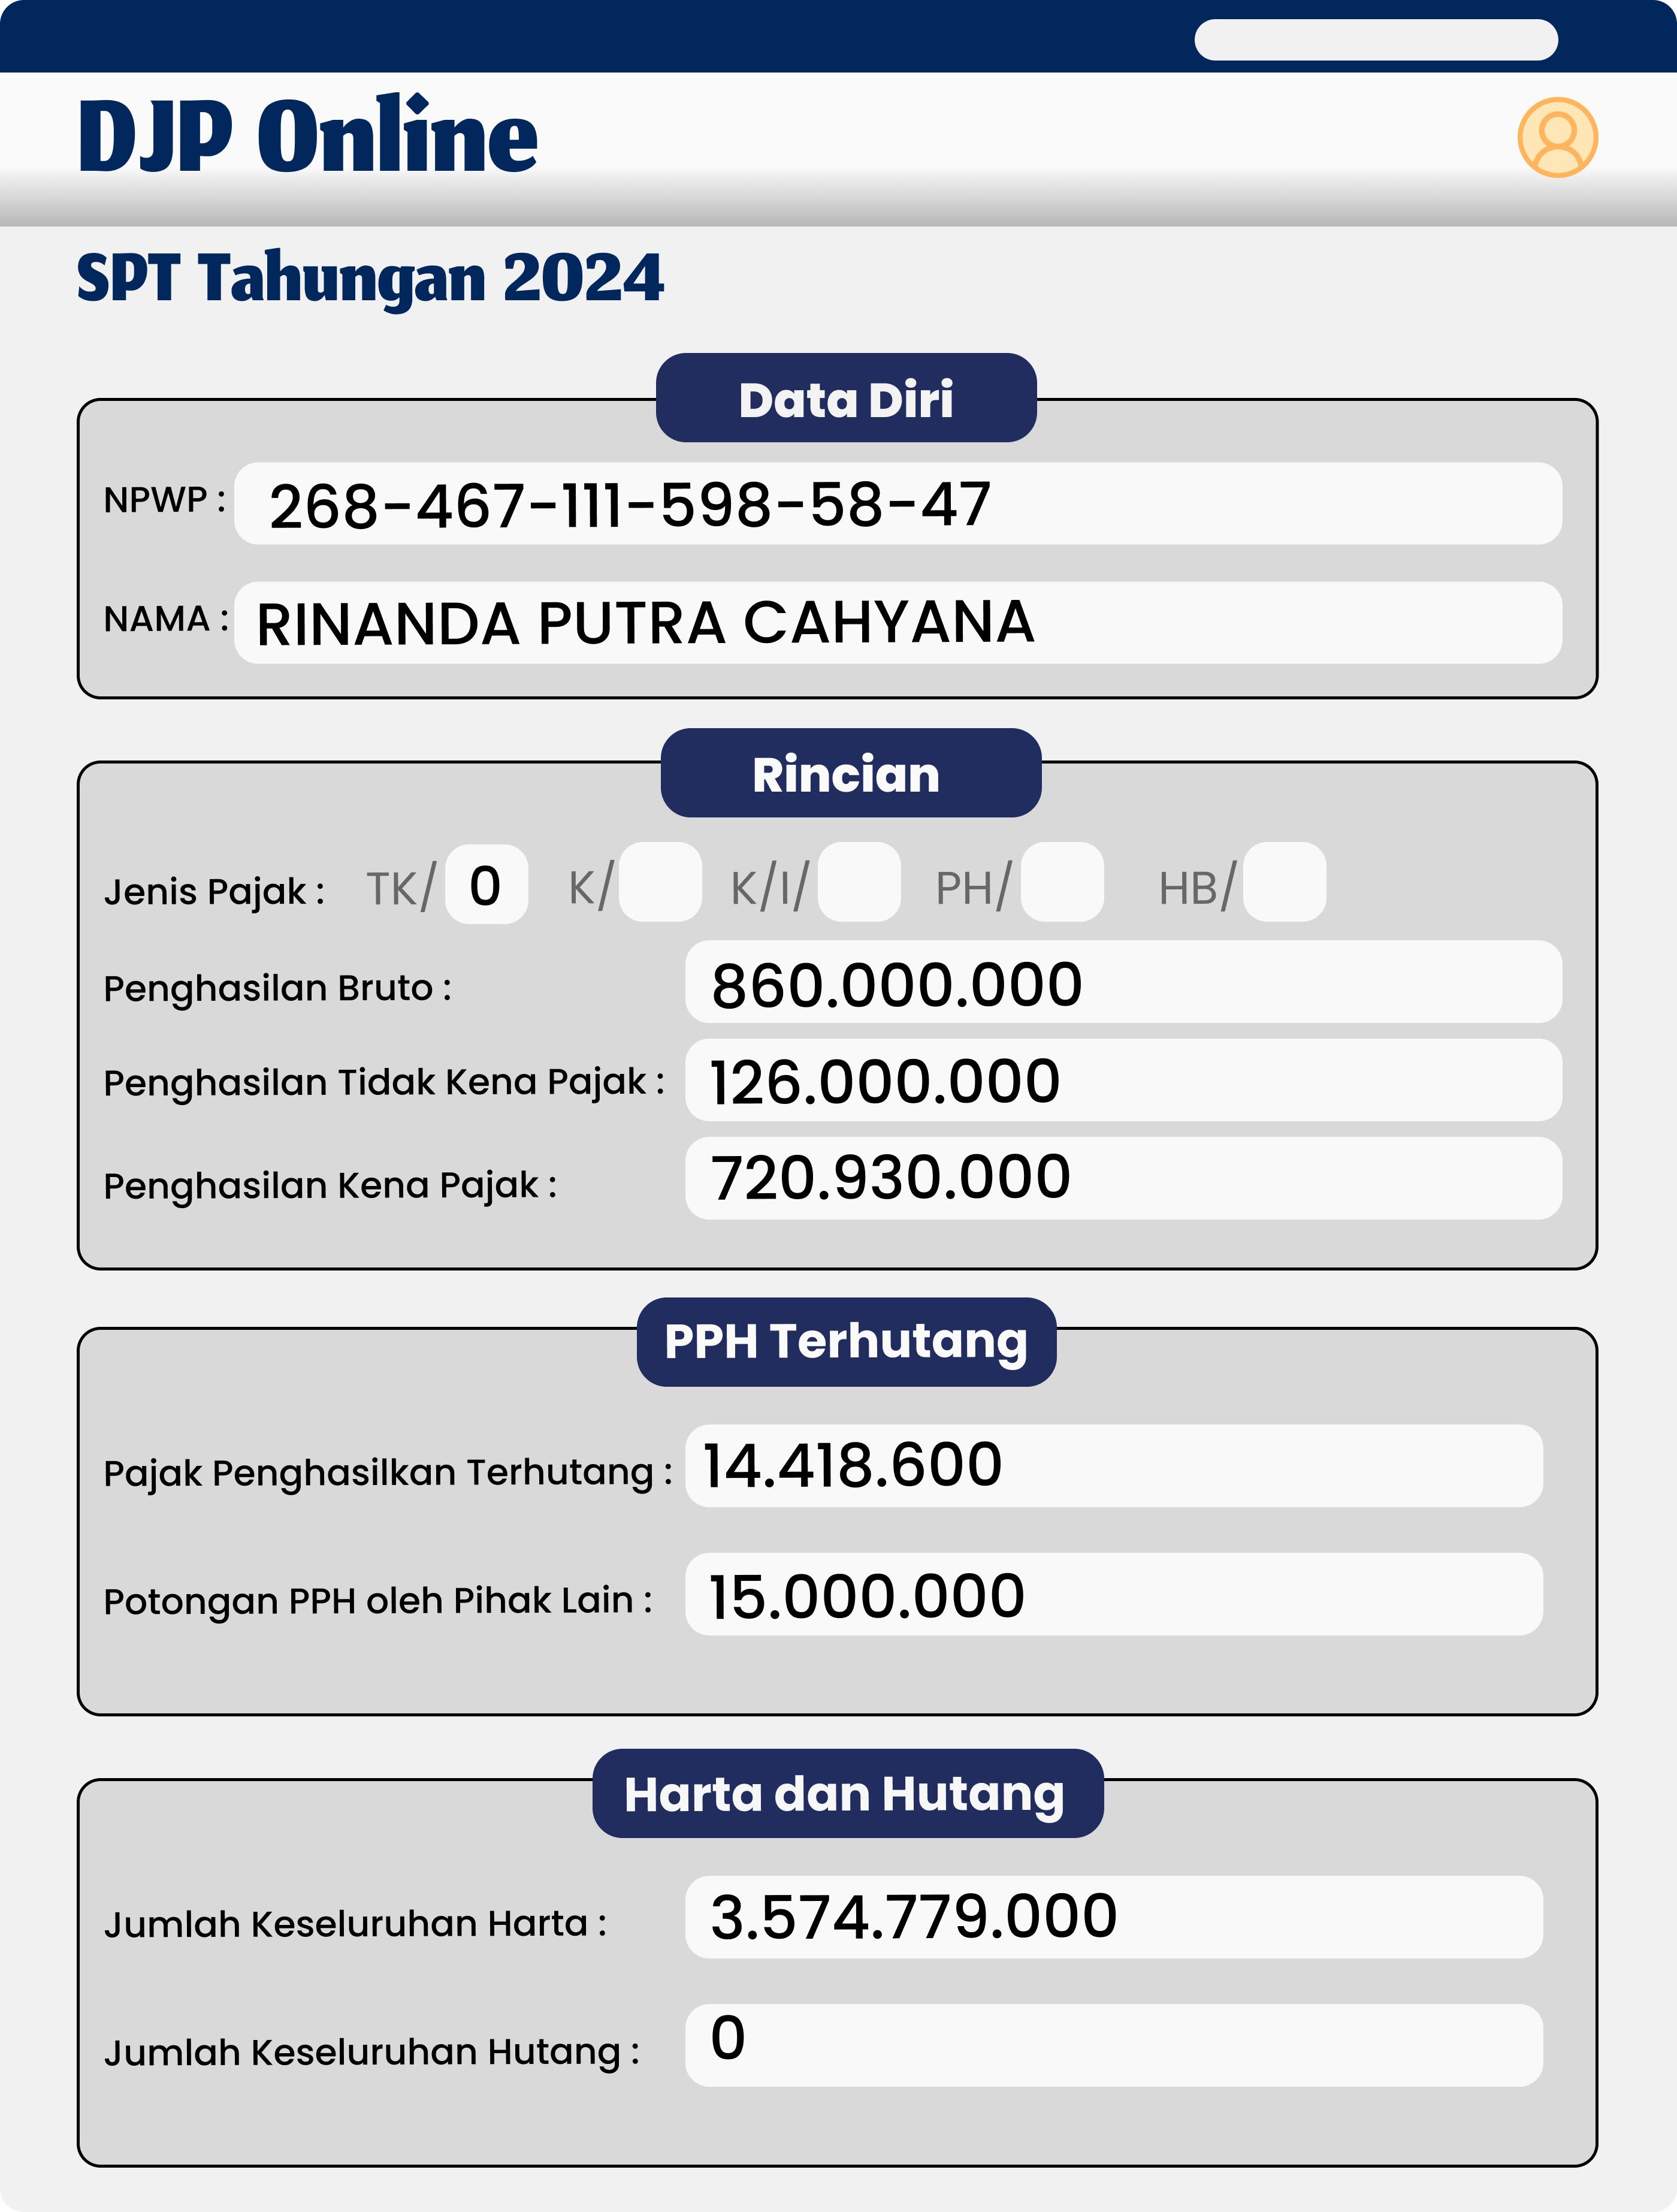 DJP Online
SPT Tahungan 2024
Data Diri
NPWP : 268-467-111-598-58-47
NAMA : RINANDA PUTRA CAHYANA
Rincian
Jenis Pajak : TK/ 0 K/ K/I/ PH/ HB/
Penghasilan Bruto : 860.000.000
Penghasilan Tidak Kena Pajak : 126.000.000
Penghasilan Kena Pajak : 720.930.000
PPH Terhutang
Pajak Penghasilkan Terhutang : 14.418.600
Potongan PPH oleh Pihak Lain : 15.000.000
Harta dan Hutang
Jumlah Keseluruhan Harta : 3.574.779.000
Jumlah Keseluruhan Hutang : 0